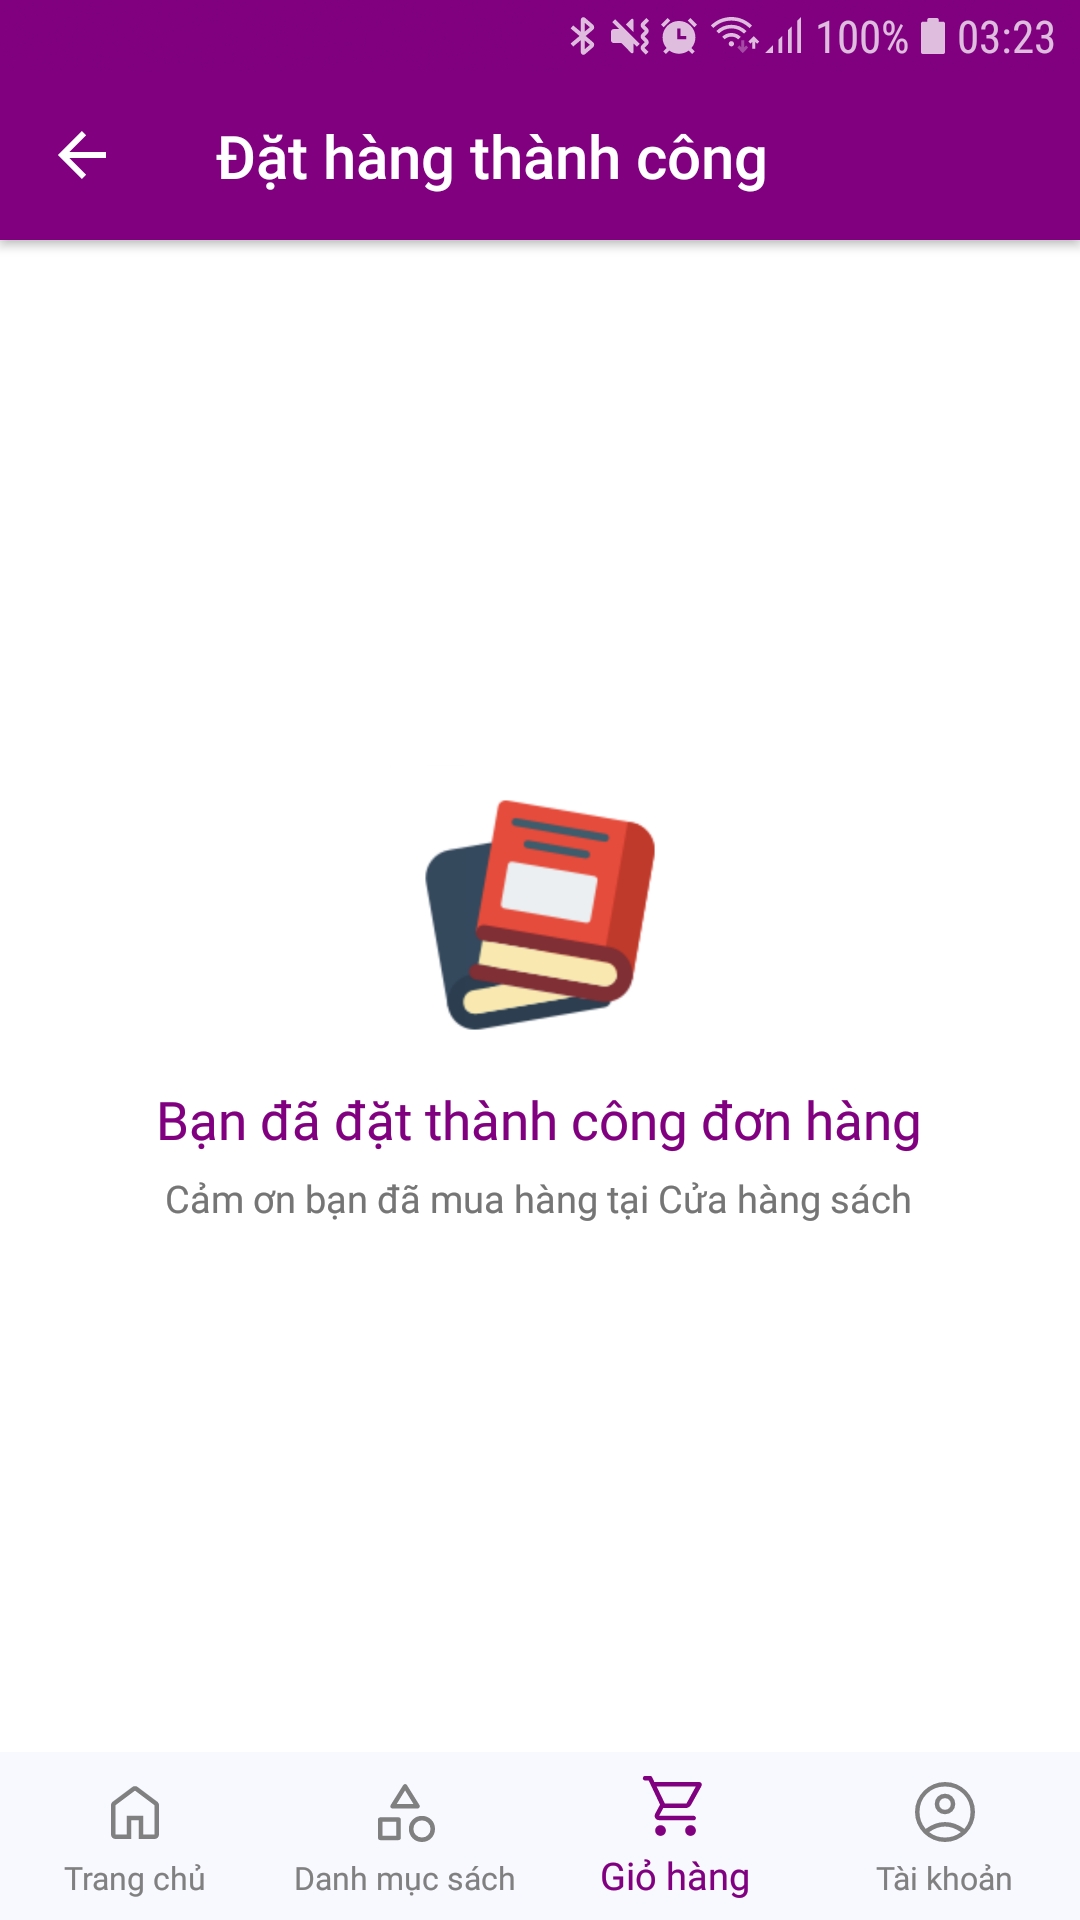 100% 03:23
Đặt hàng thành công
Bạn đã đặt thành công đơn hàng
Cảm ơn bạn đã mua hàng tại Cửa hàng sách
Trang chủ Danh mục sách Giỏ hàng Tài khoản